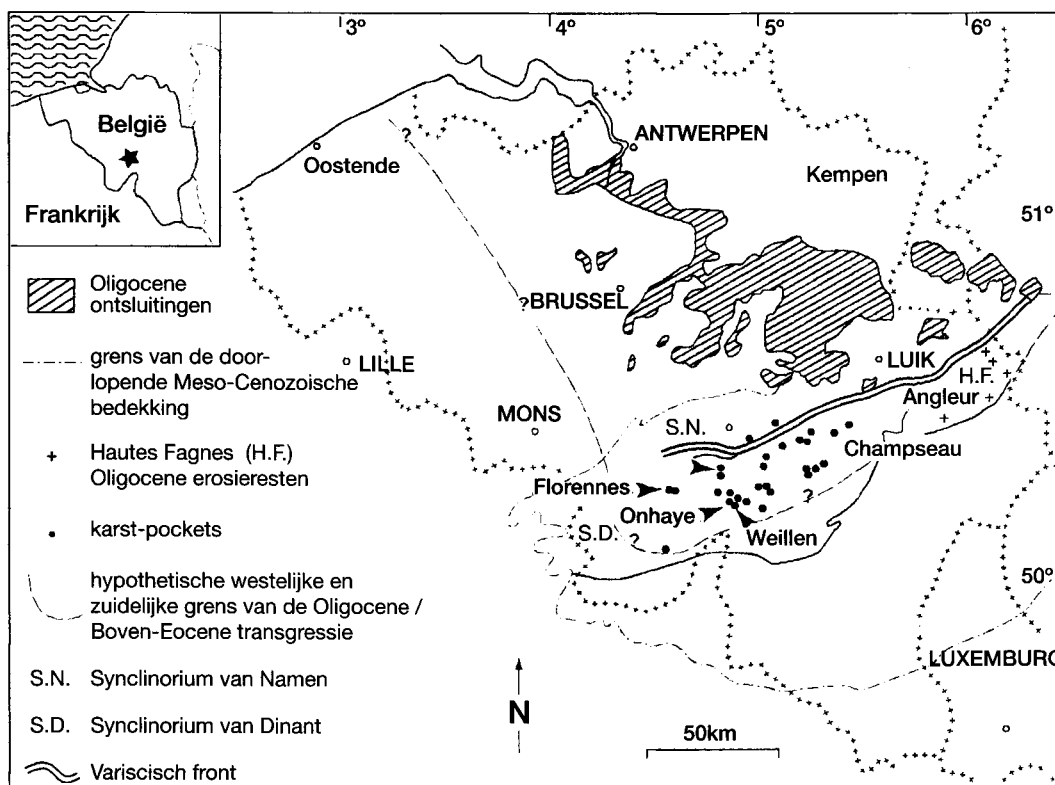 3°
4°
5°
6°
België
Frankrijk
Oostende
ANTWERPEN
Kempen
51°
Oligocene
ontsluitingen
?
?
BRUSSEL
grens van de door-
lopende Meso-Cenozoïsche
bedekking
LILLE
LUIK
H.F.
Angleur
MONS
S.N.
Champseau
+ Hautes Fagnes (H.F.)
Oligocene erosieresten
Florennes
?
karst-pockets
Onhaye
Weillen
S.D.
?
50°
hypothetische westelijke en
zuidelijke grens van de Oligocene /
Boven-Eocene transgressie
LUXEMBURG
S.N. Synclinorium van Namen
N
50km
S.D. Synclinorium van Dinant
Variscisch front